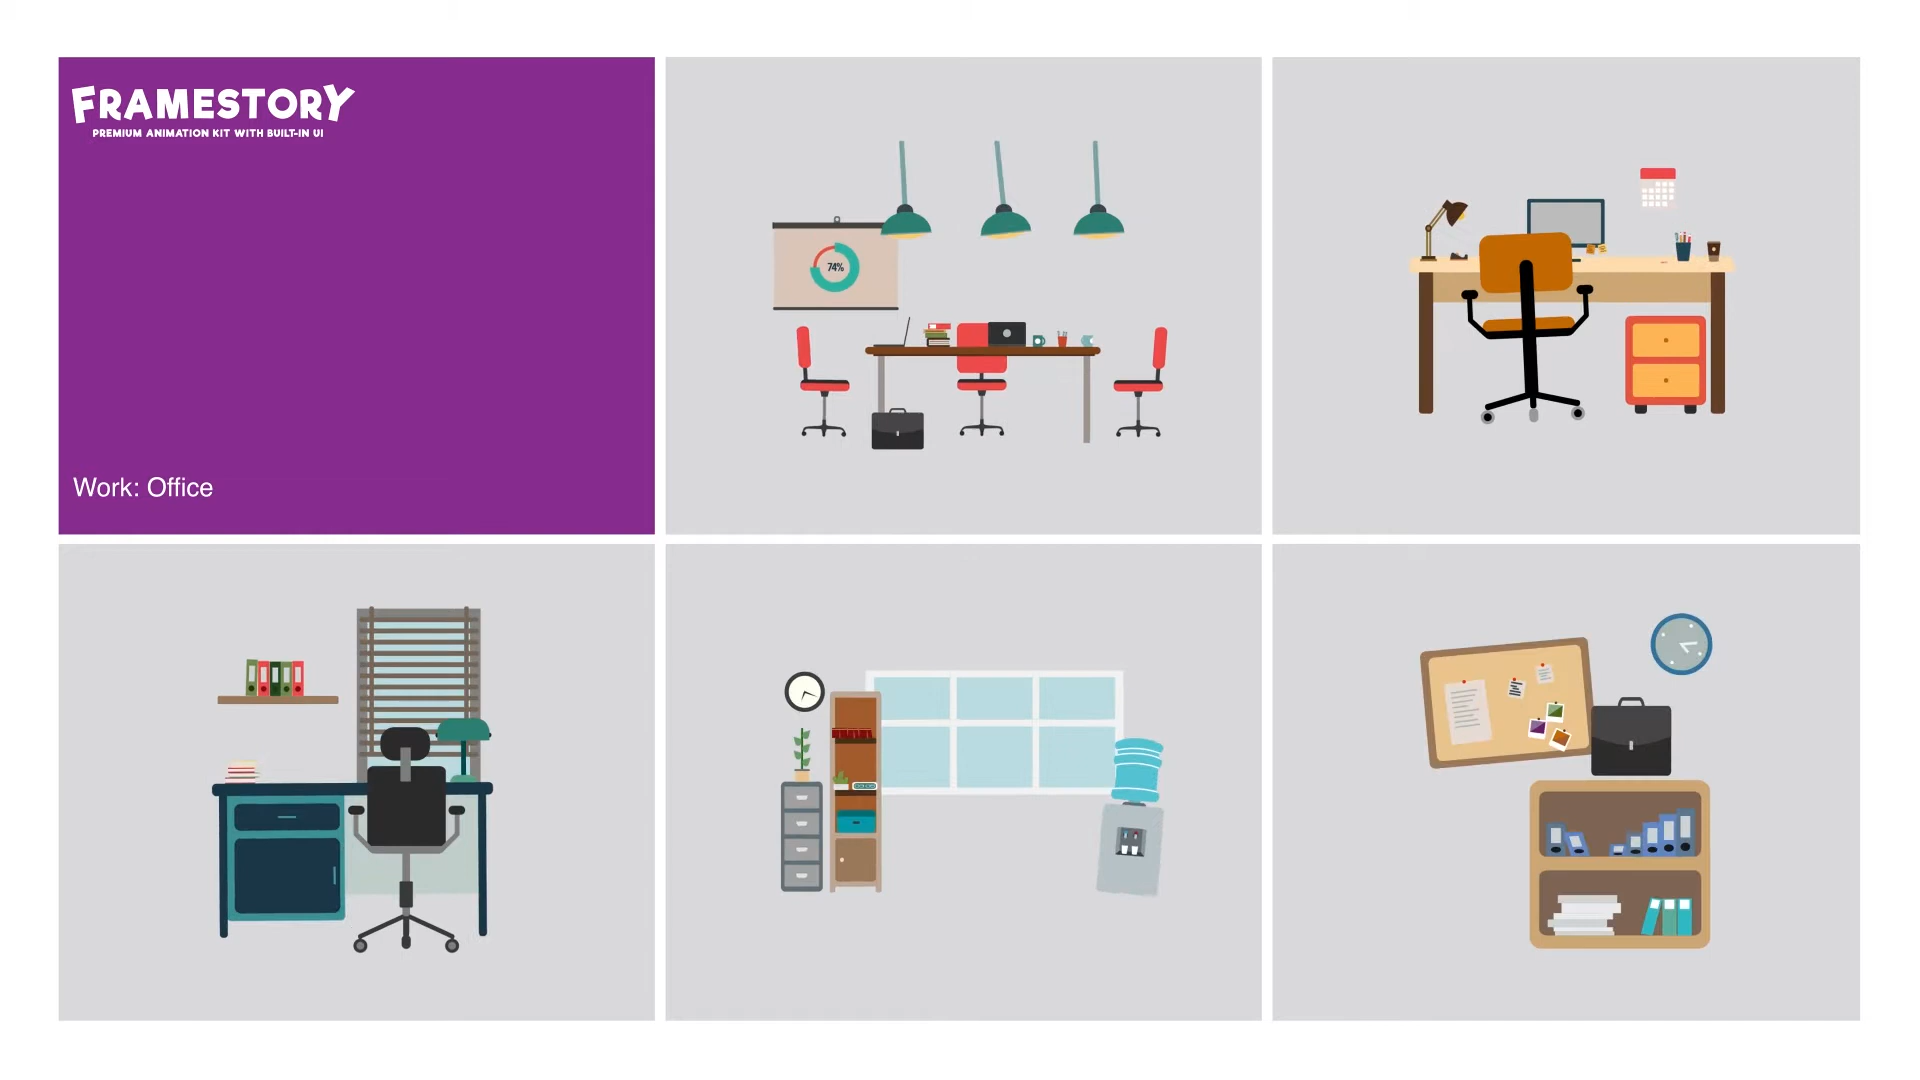 FRAMESTORY
PREMIUM ANIMATION KIT WITH BUILT-IN UI
74%
Work: Office